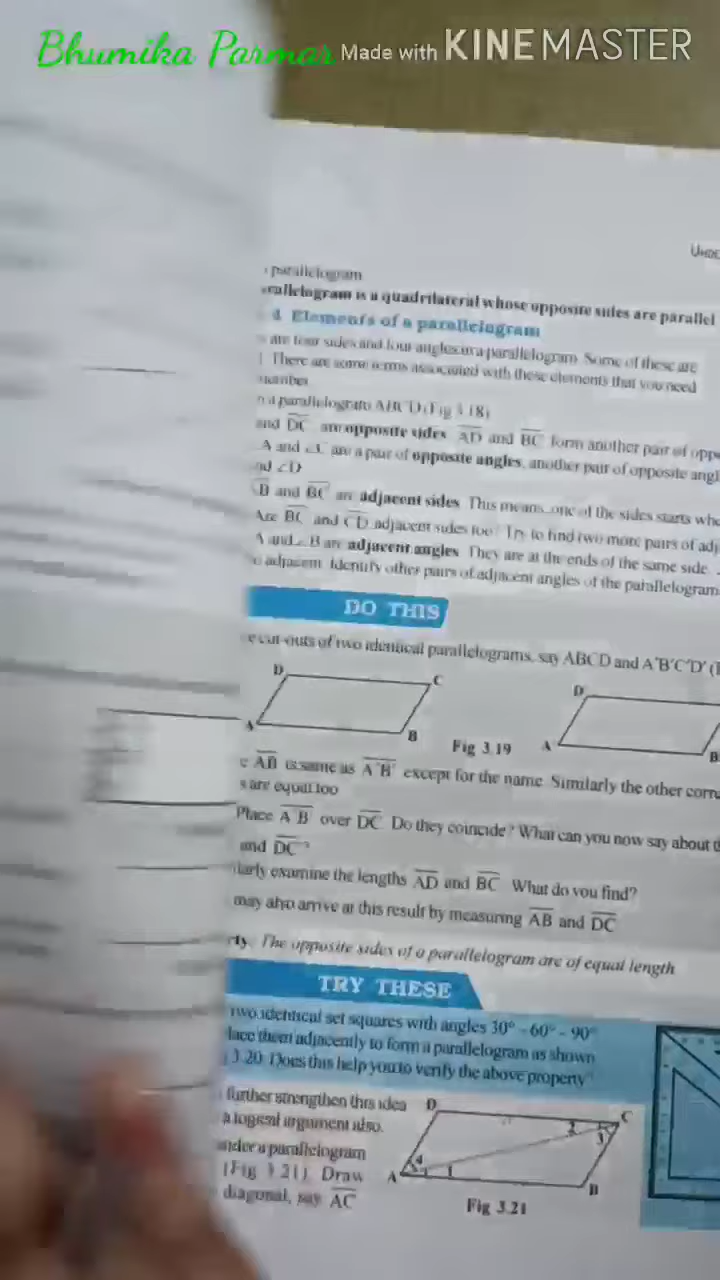 Bhumika Parmar Made with KINEMASTER
parallelogram
rallelogram is a quadrilateral whose opposite sides are parallel
4 Elements of a parallelogram
are four sides and four angles in a parallelogram. Some of these are
There are some terms associated with these elements that you need
n a parallelogram ABCD (Fig 3.18)
and DC are opposite sides. AD and BC form another pair of oppo
A and ∠C are a pair of opposite angles, another pair of opposite angl
nd ∠D
B and BC are adjacent sides. This means, one of the sides starts whe
Are BC and CD adjacent sides too? Try to find two more pairs of adj
A and ∠B are adjacent angles. They are at the ends of the same side.
adjacent. Identify other pairs of adjacent angles of the parallelogram
DO THIS
e cut-outs of two identical parallelograms, say ABCD and A'B'C'D'
D C D
A B Fig 3.19 A B
AB is same as A'B' except for the name. Similarly the other corre
s are equal too
Place A'B' over DC. Do they coincide? What can you now say about th
and DC?
larly examine the lengths AD and BC. What do you find?
may also arrive at this result by measuring AB and DC
rty: The opposite sides of a parallelogram are of equal length
TRY THESE
two identical set squares with angles 30° - 60° - 90°
lace them adjacently to form a parallelogram as shown
3.20. Does this help you to verify the above property?
further strengthen this idea
a logical argument also.
nsider a parallelogram
(Fig 3.21). Draw
diagonal, say AC
D C
2
3
4
A 1
B
Fig 3.21